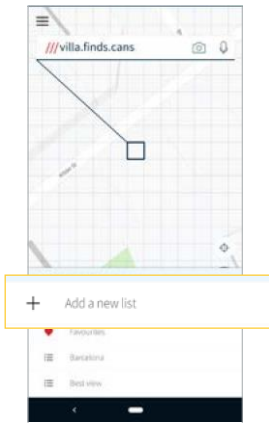 ///villa.finds.cans
Add a new list
Favourites
Barcelona
Best view